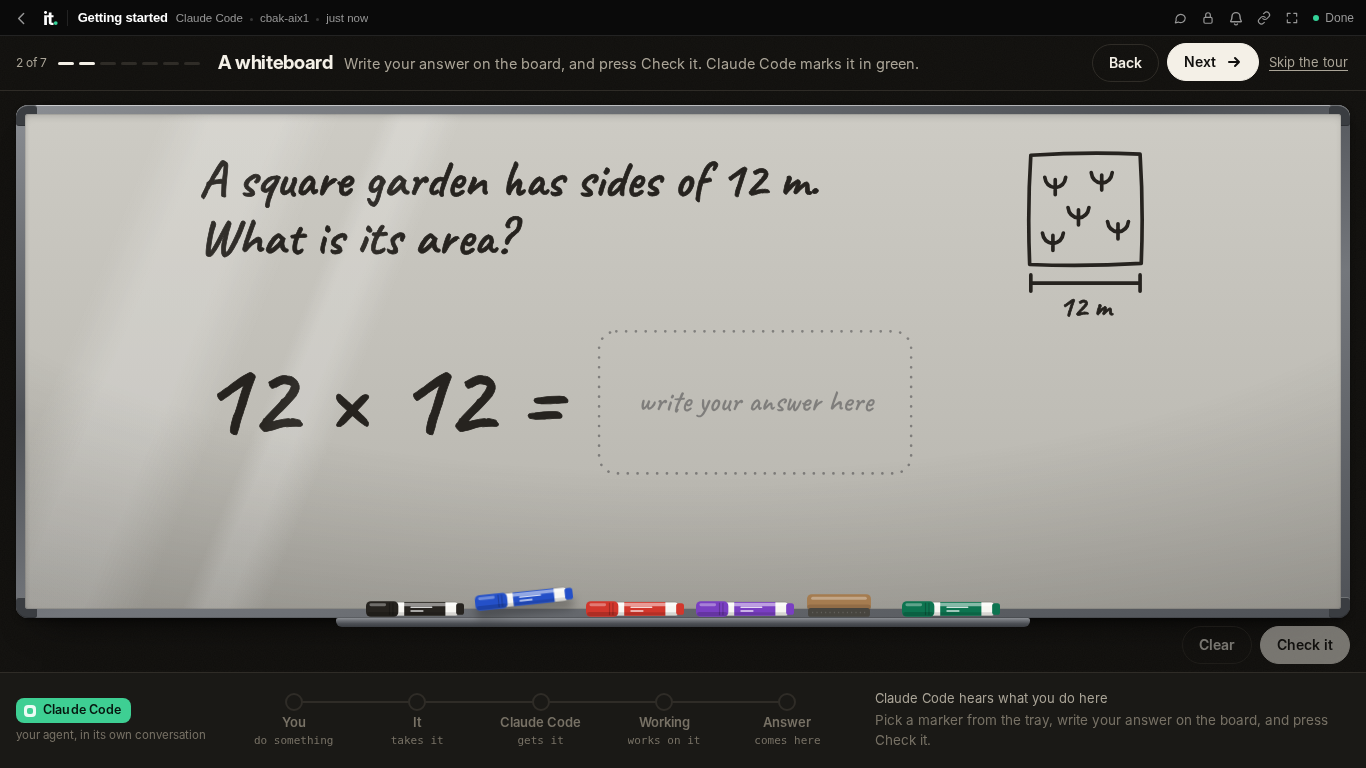 it.
Getting started Claude Code • cbak-aix1 • just now
Done
2 of 7
A whiteboard Write your answer on the board, and press Check it. Claude Code marks it in green.
Back
Next
Skip the tour
A square garden has sides of 12 m.
What is its area?
12 m
12 × 12 =
write your answer here
Clear
Check it
Claude Code
your agent, in its own conversation
You
do something
It
takes it
Claude Code
gets it
Working
works on it
Answer
comes here
Claude Code hears what you do here
Pick a marker from the tray, write your answer on the board, and press
Check it.